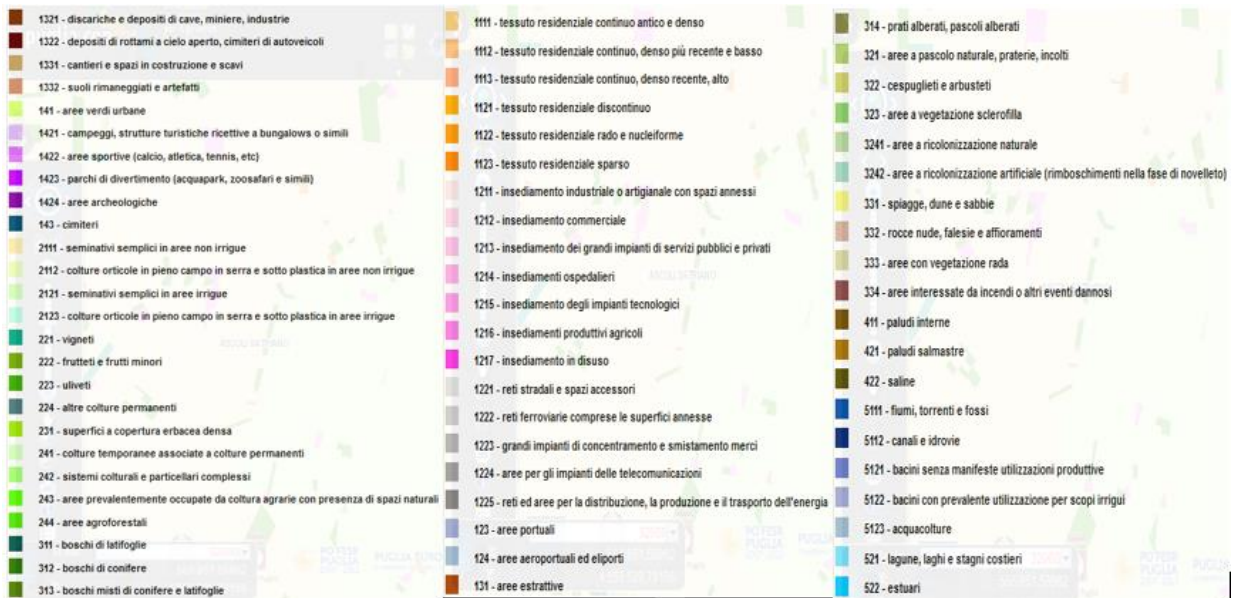 1321 - discariche e depositi di cave, miniere, industrie
1322 - depositi di rottami a cielo aperto, cimiteri di autoveicoli
1331 - cantieri e spazi in costruzione e scavi
1332 - suoli rimaneggiati e artefatti
141 - aree verdi urbane
1421 - campeggi, strutture turistiche ricettive a bungalows o simili
1422 - aree sportive (calcio, atletica, tennis, etc)
1423 - parchi di divertimento (acquapark, zoosafari e simili)
1424 - aree archeologiche
143 - cimiteri
2111 - seminativi semplici in aree non irrigue
2112 - colture orticole in pieno campo in serra e sotto plastica in aree non irrigue
2121 - seminativi semplici in aree irrigue
2123 - colture orticole in pieno campo in serra e sotto plastica in aree irrigue
221 - vigneti
222 - frutteti e frutti minori
223 - uliveti
224 - altre colture permanenti
231 - superfici a copertura erbacea densa
241 - colture temporanee associate a colture permanenti
242 - sistemi colturali e particellari complessi
243 - aree prevalentemente occupate da coltura agrarie con presenza di spazi naturali
244 - aree agroforestali
311 - boschi di latifoglie
312 - boschi di conifere
313 - boschi misti di conifere e latifoglie
1111 - tessuto residenziale continuo antico e denso
1112 - tessuto residenziale continuo, denso più recente e basso
1113 - tessuto residenziale continuo, denso recente, alto
1121 - tessuto residenziale discontinuo
1122 - tessuto residenziale rado e nucleiforme
1123 - tessuto residenziale sparso
1211 - insediamento industriale o artigianale con spazi annessi
1212 - insediamento commerciale
1213 - insediamento dei grandi impianti di servizi pubblici e privati
1214 - insediamenti ospedalieri
1215 - insediamento degli impianti tecnologici
1216 - insediamenti produttivi agricoli
1217 - insediamento in disuso
1221 - reti stradali e spazi accessori
1222 - reti ferroviarie comprese le superfici annesse
1223 - grandi impianti di concentramento e smistamento merci
1224 - aree per gli impianti delle telecomunicazioni
1225 - reti ed aree per la distribuzione, la produzione e il trasporto dell'energia
123 - aree portuali
124 - aree aeroportuali ed eliporti
131 - aree estrattive
314 - prati alberati, pascoli alberati
321 - aree a pascolo naturale, praterie, incolti
322 - cespuglieti e arbusteti
323 - aree a vegetazione sclerofilla
3241 - aree a ricolonizzazione naturale
3242 - aree a ricolonizzazione artificiale (rimboschimenti nella fase di novelleto)
331 - spiagge, dune e sabbie
332 - rocce nude, falesie e affioramenti
333 - aree con vegetazione rada
334 - aree interessate da incendi o altri eventi dannosi
411 - paludi interne
421 - paludi salmastre
422 - saline
5111 - fiumi, torrenti e fossi
5112 - canali e idrovie
5121 - bacini senza manifeste utilizzazioni produttive
5122 - bacini con prevalente utilizzazione per scopi irrigui
5123 - acquacolture
521 - lagune, laghi e stagni costieri
522 - estuari